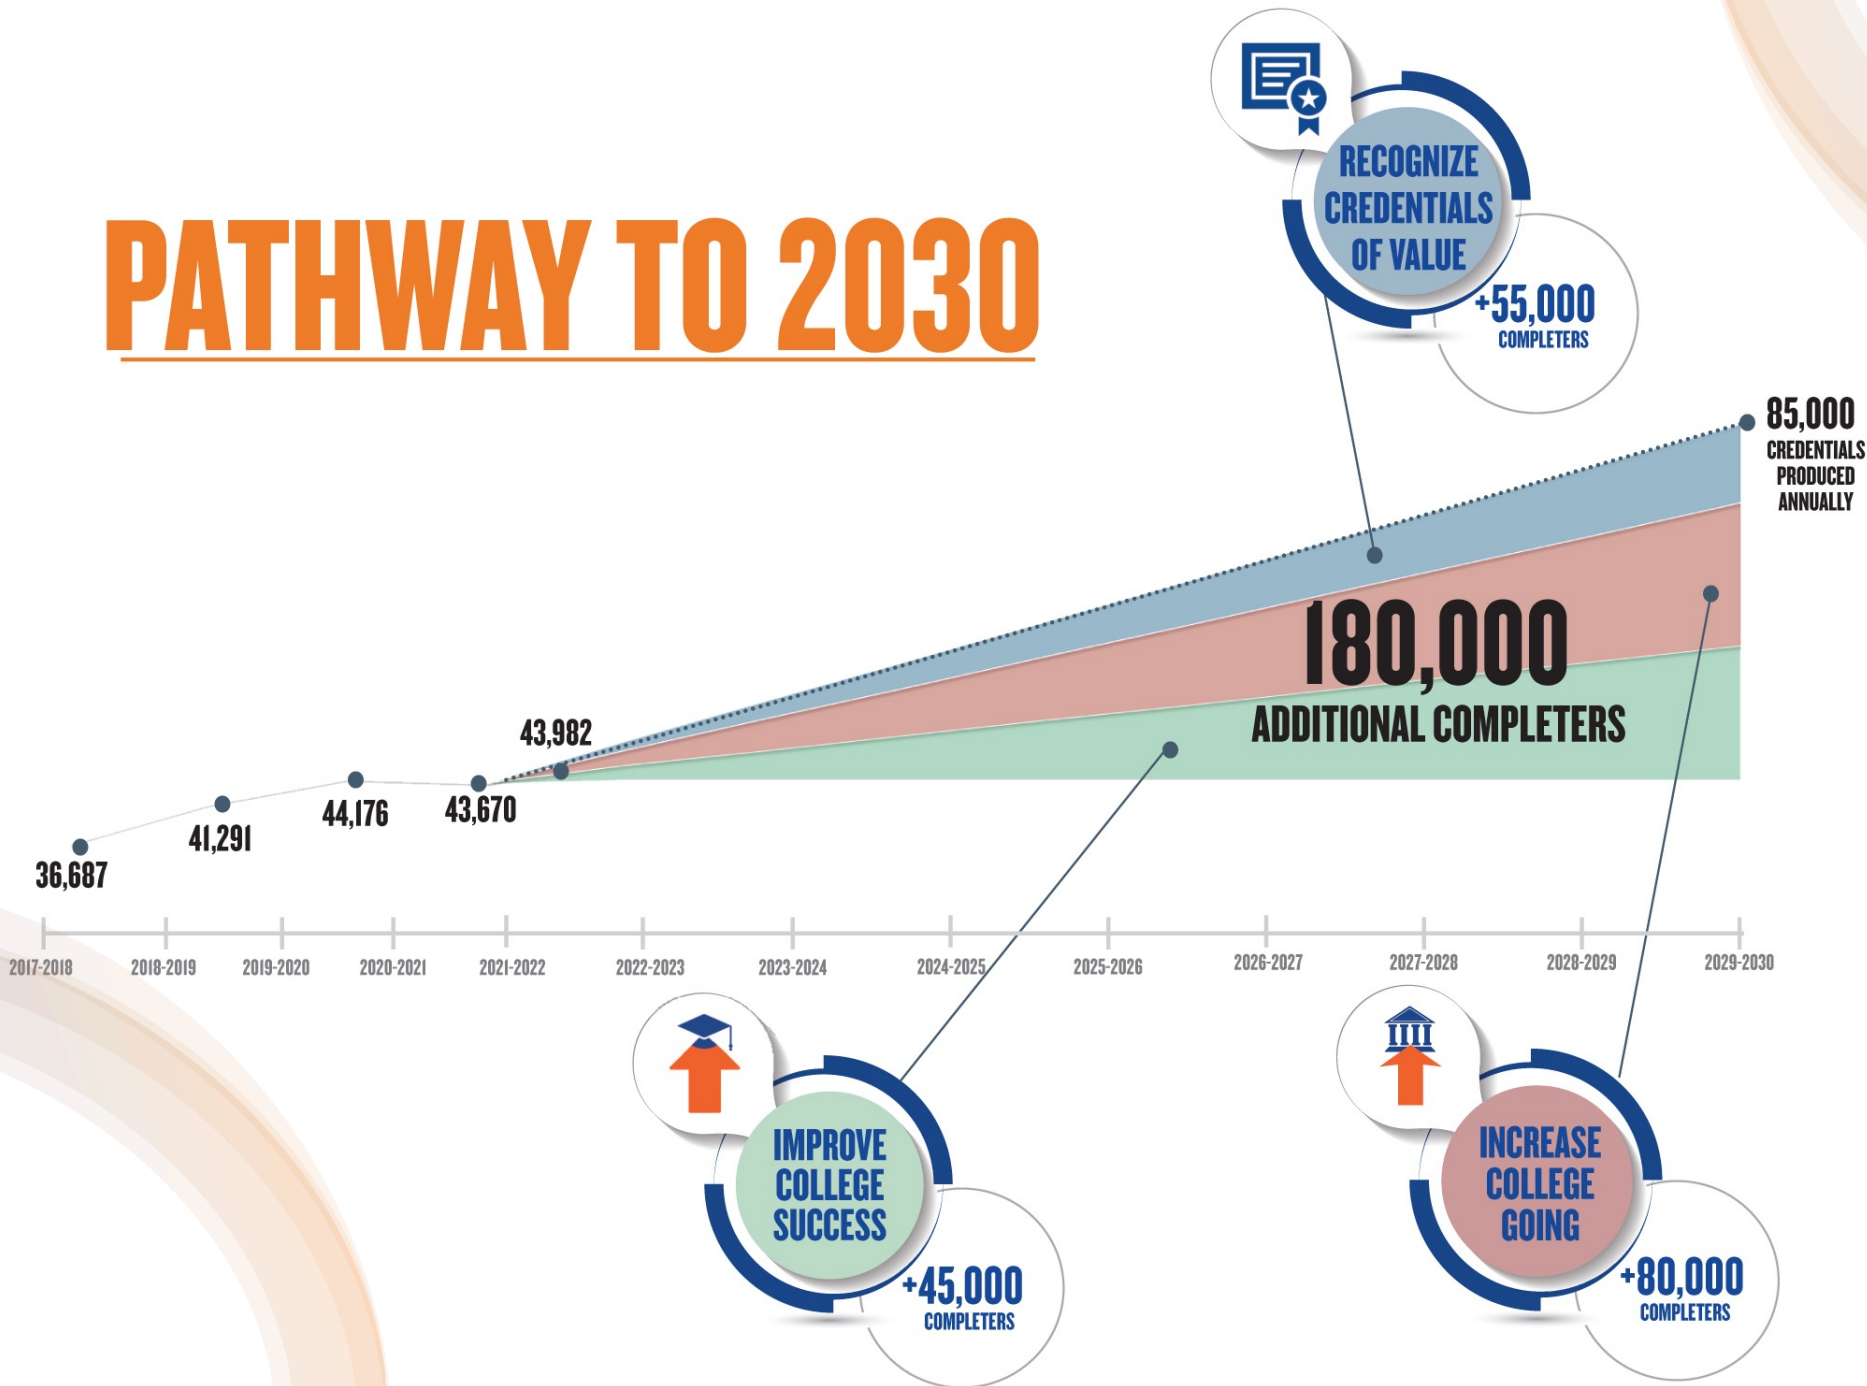 RECOGNIZE
CREDENTIALS
OF VALUE
+55,000
COMPLETERS
PATHWAY TO 2030
85,000
CREDENTIALS
PRODUCED
ANNUALLY
180,000
ADDITIONAL COMPLETERS
43,982
36,687
41,291
44,176
43,670
2017-2018
2018-2019
2019-2020
2020-2021
2021-2022
2022-2023
2023-2024
2024-2025
2025-2026
2026-2027
2027-2028
2028-2029
2029-2030
IMPROVE
COLLEGE
SUCCESS
+45,000
COMPLETERS
INCREASE
COLLEGE
GOING
+80,000
COMPLETERS